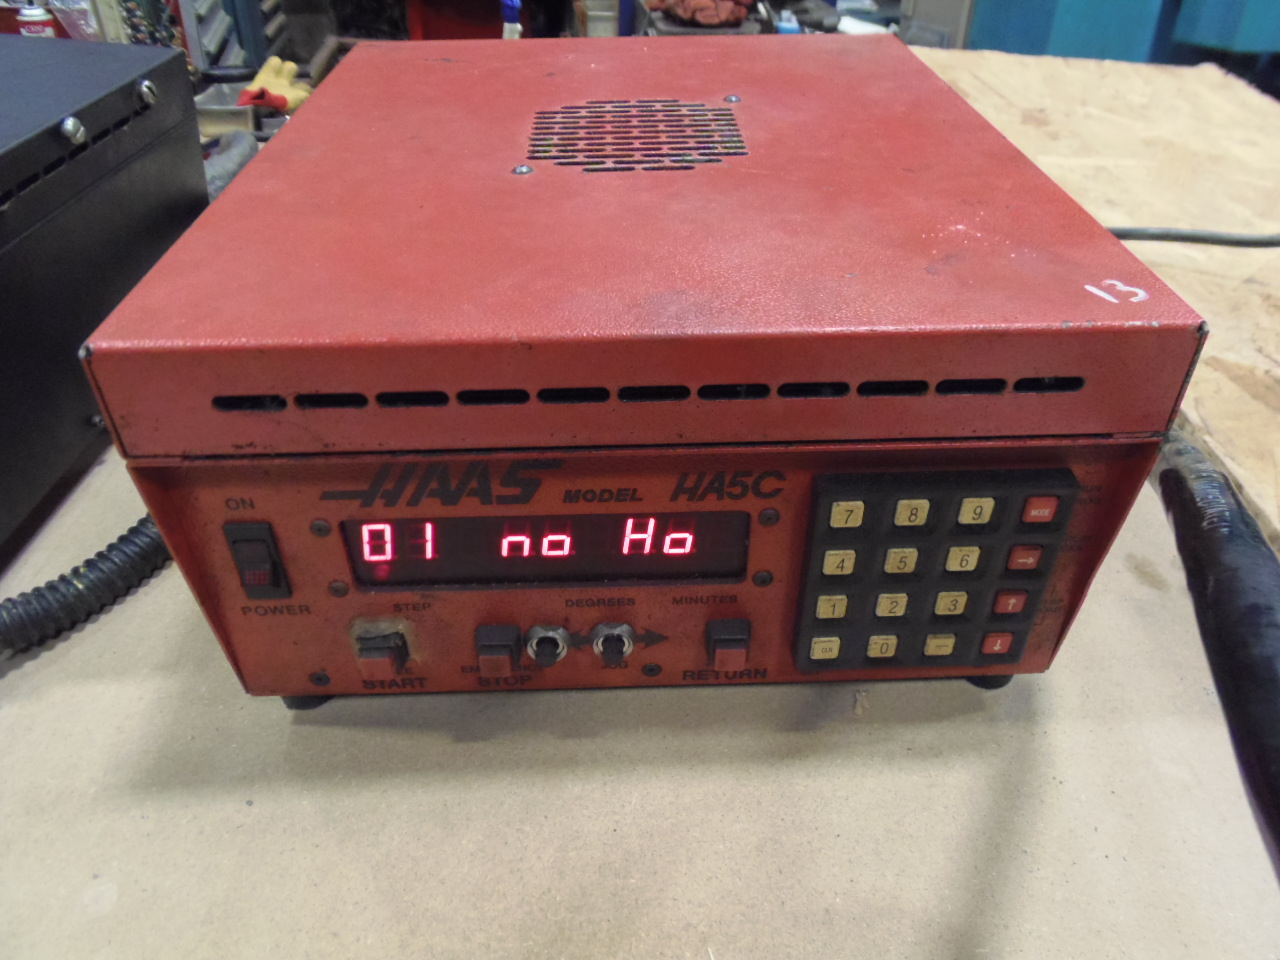 13
HAAS MODEL HA5C
ON
01 no Ho
POWER
STEP DEGREES MINUTES
START
STOP
JOG
RETURN
7 8 9 MODE
4 5 6 →
1 2 3 ↑
CLR 0 - ↓